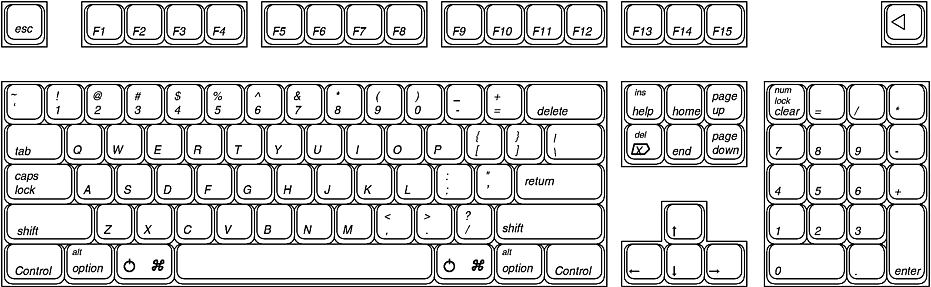 esc F1 F2 F3 F4 F5 F6 F7 F8 F9 F10 F11 F12 F13 F14 F15
~ ! @ # $ % ^ & * ( ) _ +
` 1 2 3 4 5 6 7 8 9 0 - = delete
ins
help home page up
num lock
clear = / *
tab Q W E R T Y U I O P { } |
[ ] \
del
end page down
7 8 9 -
caps lock A S D F G H J K L : "
; ' return
4 5 6 +
shift Z X C V B N M < > ?
, . / shift
↑
1 2 3
Control alt option ⌘ ⌘ alt option Control
← ↓ →
0 . enter